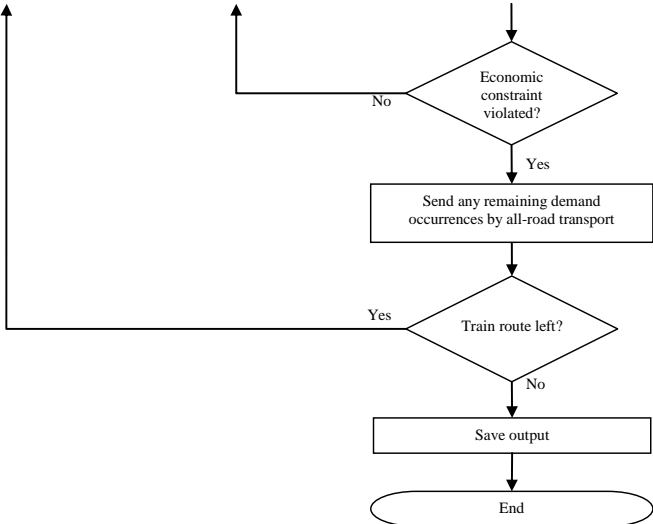 Economic
constraint
violated?
No
Yes
Send any remaining demand
occurrences by all-road transport
Yes
Train route left?
No
Save output
End